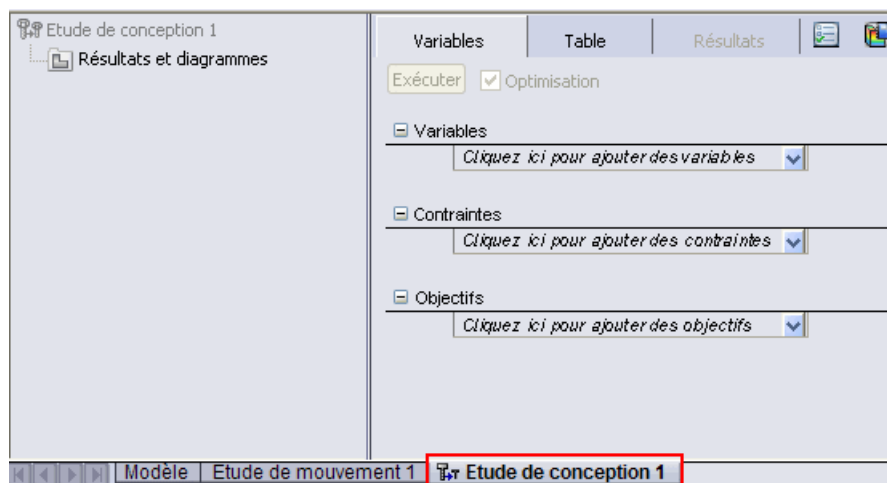 Etude de conception 1
Résultats et diagrammes
Variables Table Résultats
Exécuter Optimisation
Variables
Cliquez ici pour ajouter des variables
Contraintes
Cliquez ici pour ajouter des contraintes
Objectifs
Cliquez ici pour ajouter des objectifs
Modèle Etude de mouvement 1 Etude de conception 1